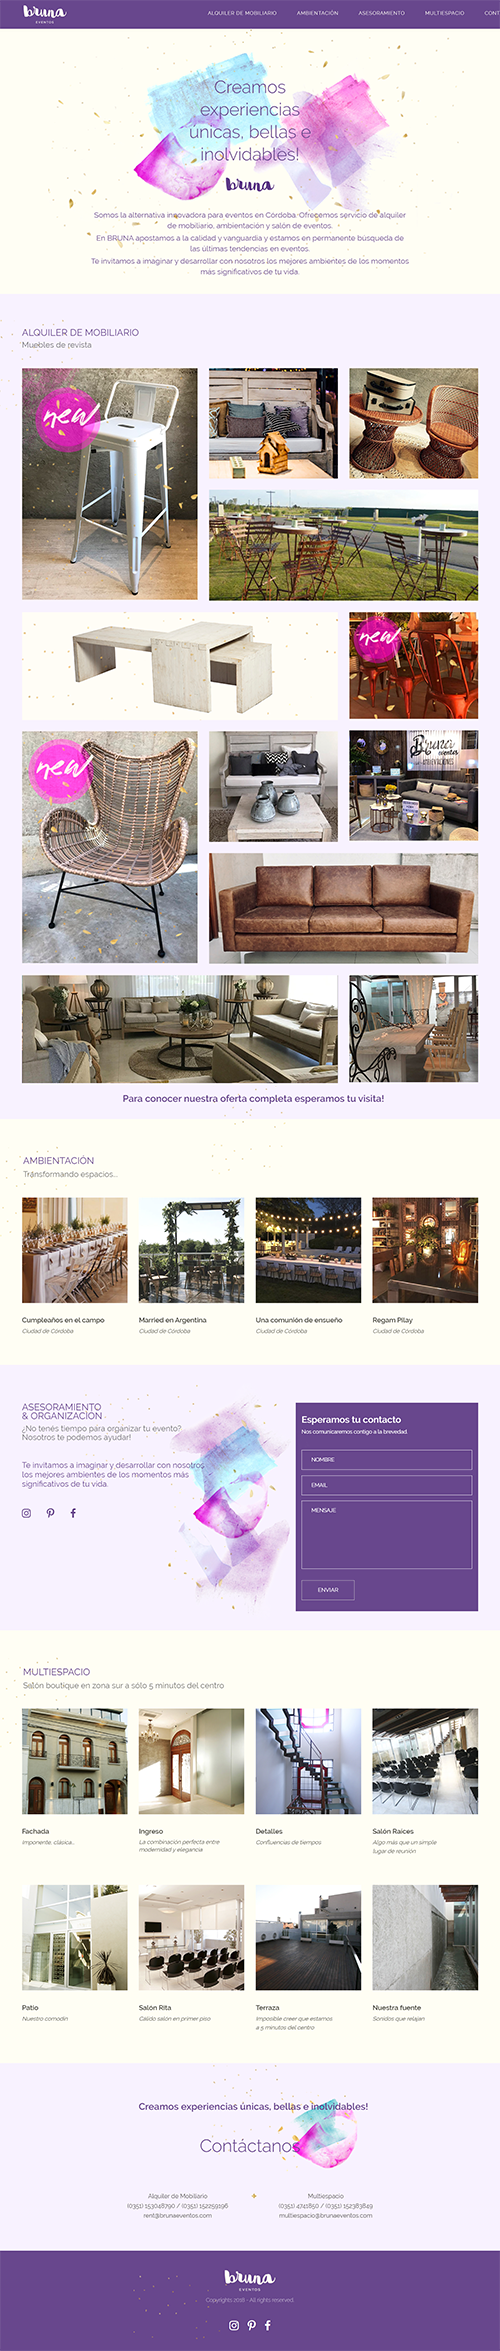 bruna
EVENTOS
ALQUILER DE MOBILIARIO AMBIENTACIÓN ASESORAMIENTO MULTIESPACIO CONT
Creamos
experiencias
únicas, bellas e
inolvidables!
bruna
Somos la alternativa innovadora para eventos en Córdoba. Ofrecemos servicio de alquiler
de mobiliario, ambientación y salón de eventos.
En BRUNA apostamos a la calidad y vanguardia y estamos en permanente búsqueda de
las últimas tendencias en eventos.
Te invitamos a imaginar y desarrollar con nosotros los mejores ambientes de los momentos
más significativos de tu vida.
ALQUILER DE MOBILIARIO
Muebles de revista
new
new
new
Bruna
eventos
Para conocer nuestra oferta completa esperamos tu visita!
AMBIENTACIÓN
Transformando espacios...
Cumpleaños en el campo
Ciudad de Córdoba
Married en Argentina
Ciudad de Córdoba
Una comunión de ensueño
Ciudad de Córdoba
Regam Pilay
Ciudad de Córdoba
ASESORAMIENTO
& ORGANIZACIÓN
¿No tenés tiempo para organizar tu evento?
Nosotros te podemos ayudar!
Te invitamos a imaginar y desarrollar con nosotros
los mejores ambientes de los momentos más
significativos de tu vida.
Esperamos tu contacto
Nos comunicaremos contigo a la brevedad.
NOMBRE
EMAIL
MENSAJE
ENVIAR
MULTIESPACIO
Salón boutique en zona sur a sólo 5 minutos del centro
Fachada
Imponente, clásica...
Ingreso
La combinación perfecta entre
modernidad y elegancia
Detalles
Confluencias de tiempos
Salón Raíces
Algo más que un simple
lugar de reunión
Patio
Nuestro comodín
Salón Rita
Cálido salón en primer piso
Terraza
Imposible creer que estamos
a 5 minutos del centro
Nuestra fuente
Sonidos que relajan
Creamos experiencias únicas, bellas e inolvidables!
Contáctanos
Alquiler de Mobiliario
(0351) 153048790 / (0351) 152259196
rent@brunaeventos.com
Multiespacio
(0351) 4741850 / (0351) 152383849
multiespacio@brunaeventos.com
bruna
EVENTOS
Copyrights 2018 - All rights reserved.